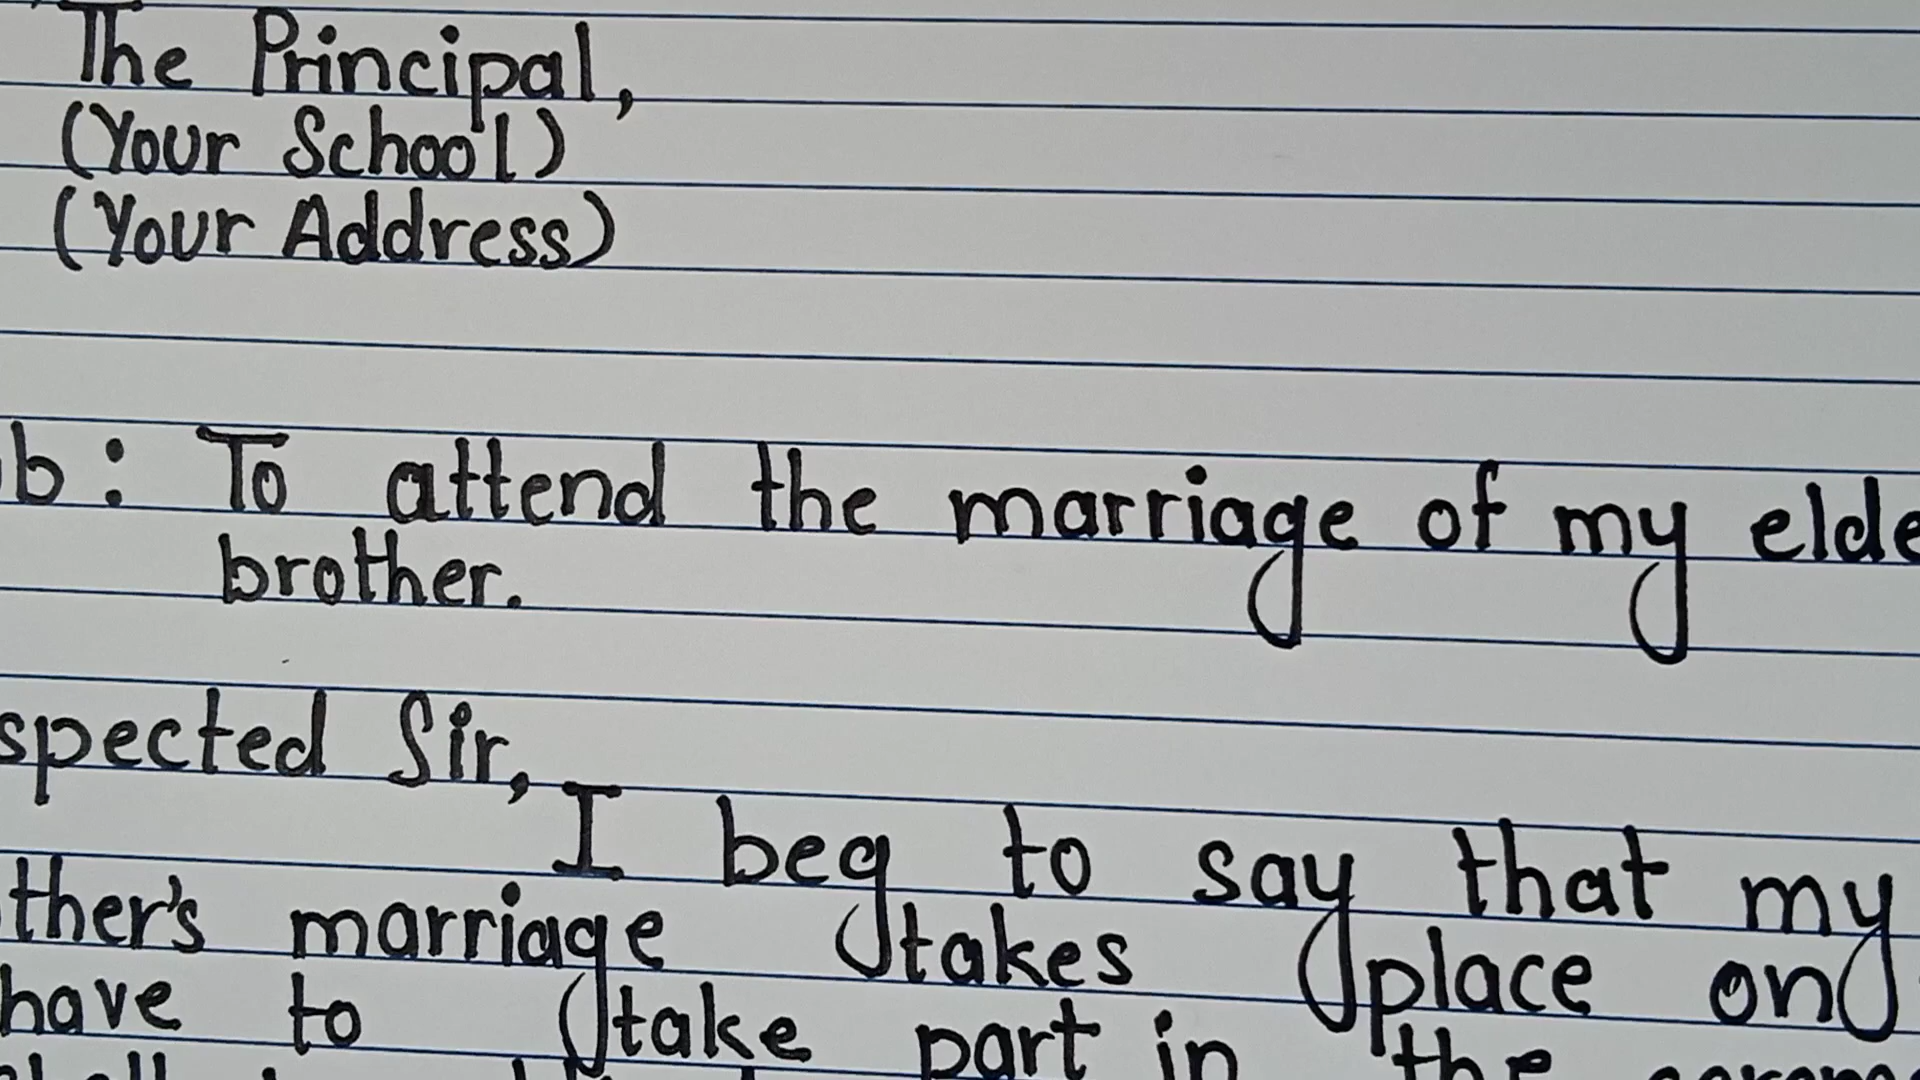 The Principal,
(Your School)
(Your Address)
b: To attend the marriage of my elde
brother.
spected Sir,
I beg to say that my
ther's marriage takes place on
have to take part in the